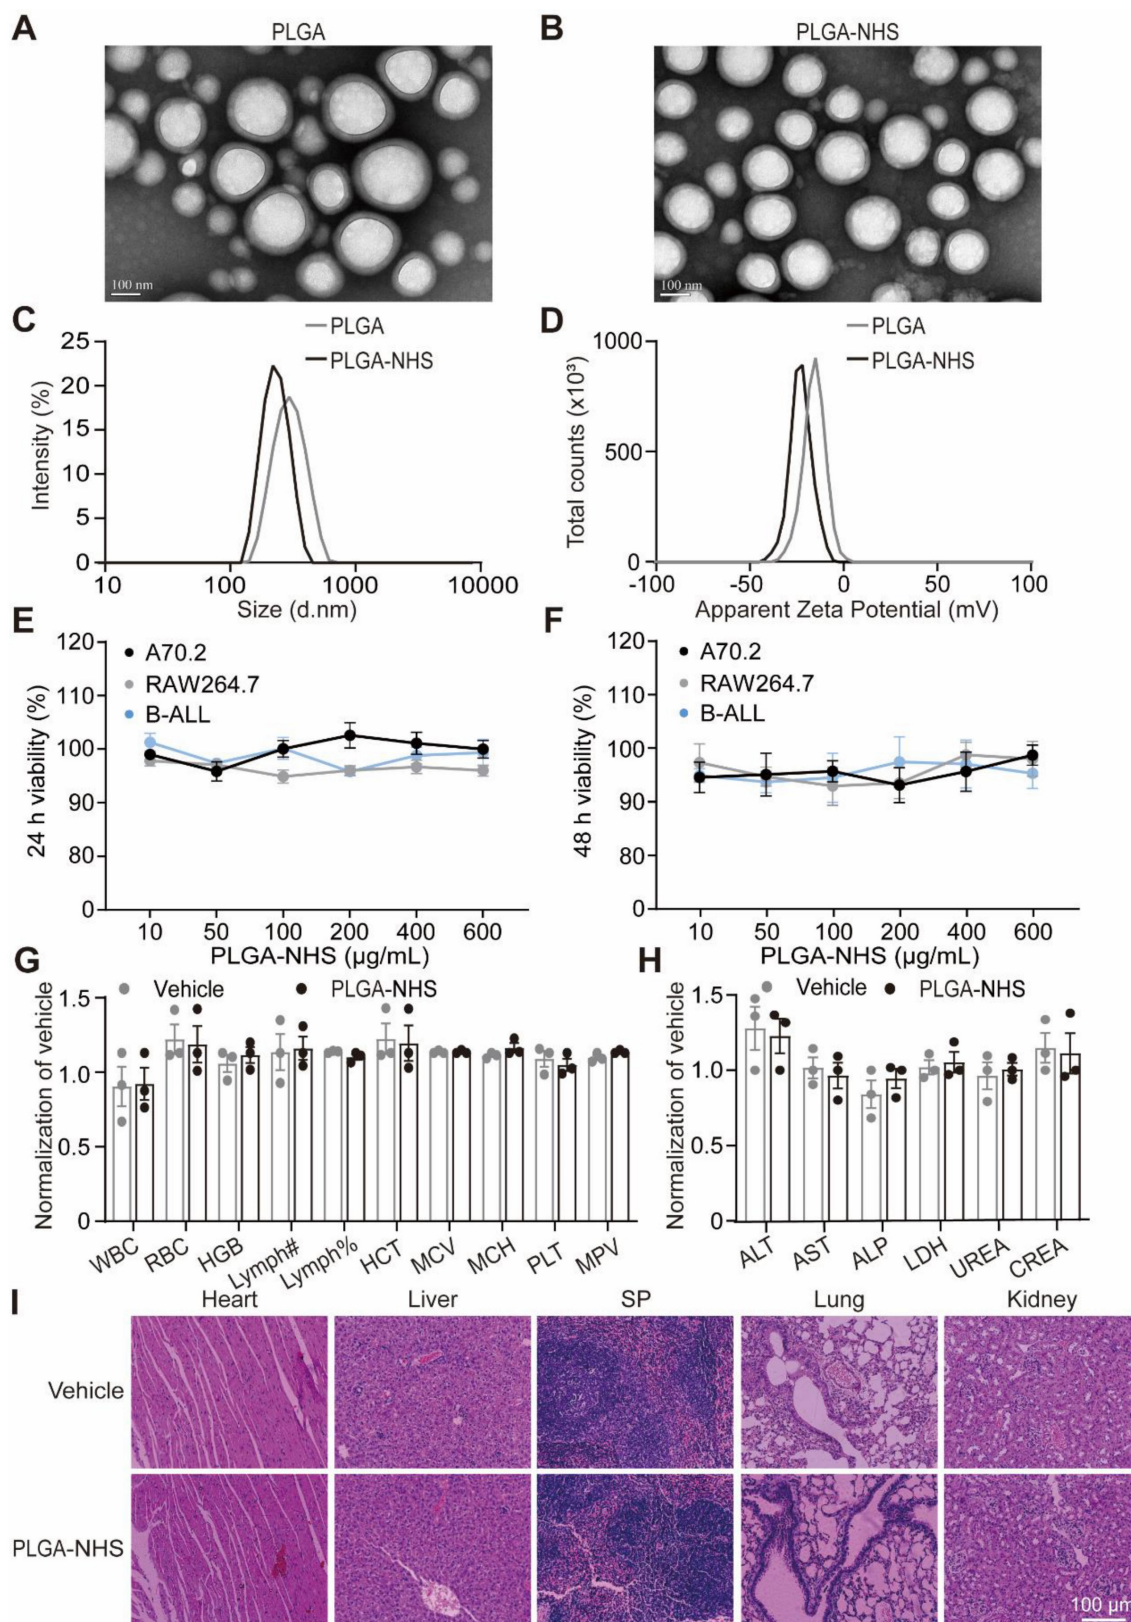 A
PLGA
100 nm
B
PLGA-NHS
100 nm
C
PLGA
PLGA-NHS
Intensity (%)
25
20
15
10
5
0
10 100 1000 10000
Size (d.nm)
D
PLGA
PLGA-NHS
Total counts (x10³)
1000
500
0
-100 -50 0 50 100
Apparent Zeta Potential (mV)
E
A70.2
RAW264.7
B-ALL
24 h viability (%)
120
110
100
90
80
0
10 50 100 200 400 600
PLGA-NHS (µg/mL)
F
A70.2
RAW264.7
B-ALL
48 h viability (%)
120
110
100
90
80
0
10 50 100 200 400 600
PLGA-NHS (µg/mL)
G
Vehicle PLGA-NHS
Normalization of vehicle
1.5
1.0
0.5
0
WBC RBC HGB Lymph# Lymph% HCT MCV MCH PLT MPV
H
Vehicle PLGA-NHS
Normalization of vehicle
1.5
1.0
0.5
0
ALT AST ALP LDH UREA CREA
I
Heart Liver SP Lung Kidney
Vehicle
PLGA-NHS
100 µm